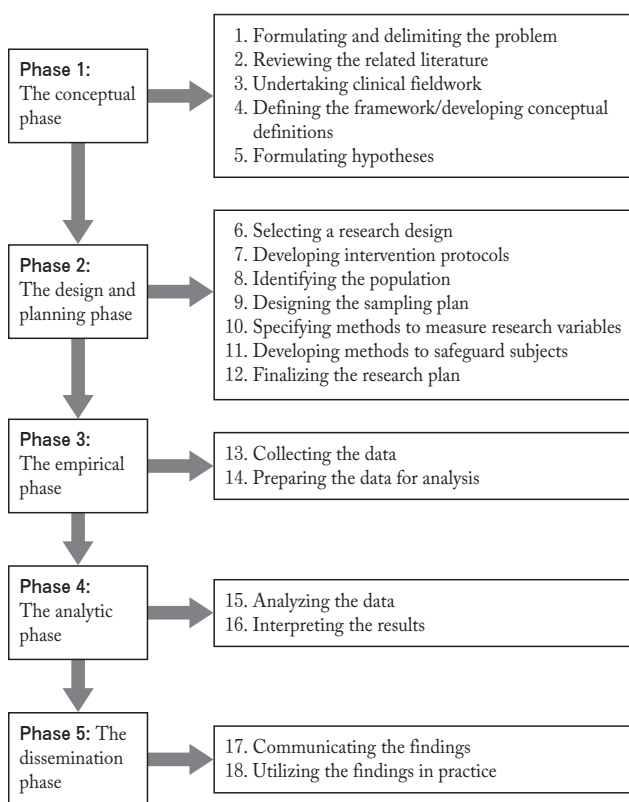 Phase 1:
The conceptual
phase
1. Formulating and delimiting the problem
2. Reviewing the related literature
3. Undertaking clinical fieldwork
4. Defining the framework/developing conceptual
definitions
5. Formulating hypotheses
Phase 2:
The design and
planning phase
6. Selecting a research design
7. Developing intervention protocols
8. Identifying the population
9. Designing the sampling plan
10. Specifying methods to measure research variables
11. Developing methods to safeguard subjects
12. Finalizing the research plan
Phase 3:
The empirical
phase
13. Collecting the data
14. Preparing the data for analysis
Phase 4:
The analytic
phase
15. Analyzing the data
16. Interpreting the results
Phase 5: The
dissemination
phase
17. Communicating the findings
18. Utilizing the findings in practice